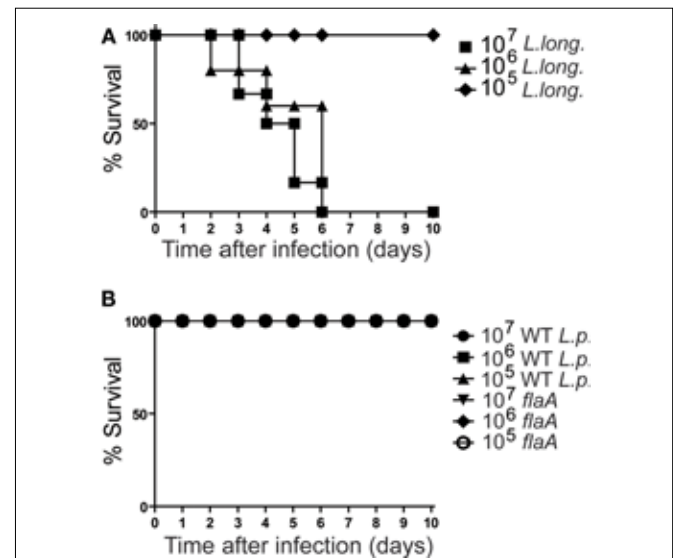 A
100
50
0
% Survival
0 1 2 3 4 5 6 7 8 9 10
Time after infection (days)
10⁷ L.long.
10⁶ L.long.
10⁵ L.long.
B
100
50
0
% Survival
0 1 2 3 4 5 6 7 8 9 10
Time after infection (days)
10⁷ WT L.p.
10⁶ WT L.p.
10⁵ WT L.p.
10⁷ flaA
10⁶ flaA
10⁵ flaA